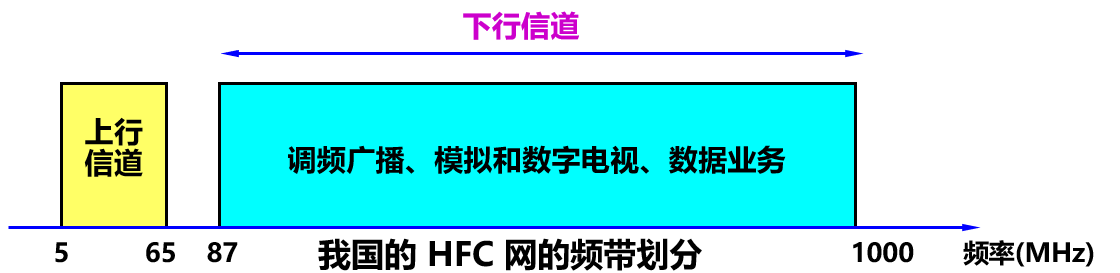 下行信道
上行
信道
调频广播、模拟和数字电视、数据业务
5 65 87 1000 频率(MHz)
我国的 HFC 网的频带划分